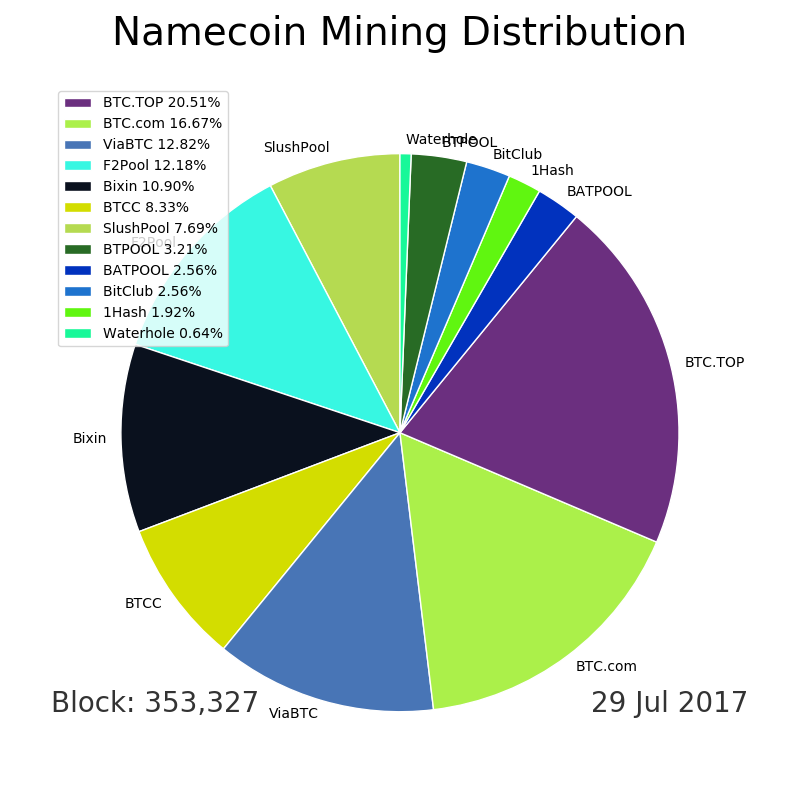 Namecoin Mining Distribution
BTC.TOP 20.51%
BTC.com 16.67%
ViaBTC 12.82%
F2Pool 12.18%
Bixin 10.90%
BTCC 8.33%
SlushPool 7.69%
BTPOOL 3.21%
BATPOOL 2.56%
BitClub 2.56%
1Hash 1.92%
Waterhole 0.64%
SlushPool
Waterhole
BTPOOL
BitClub
1Hash
BATPOOL
F2Pool
BTC.TOP
Bixin
BTCC
BTC.com
ViaBTC
Block: 353,327
29 Jul 2017